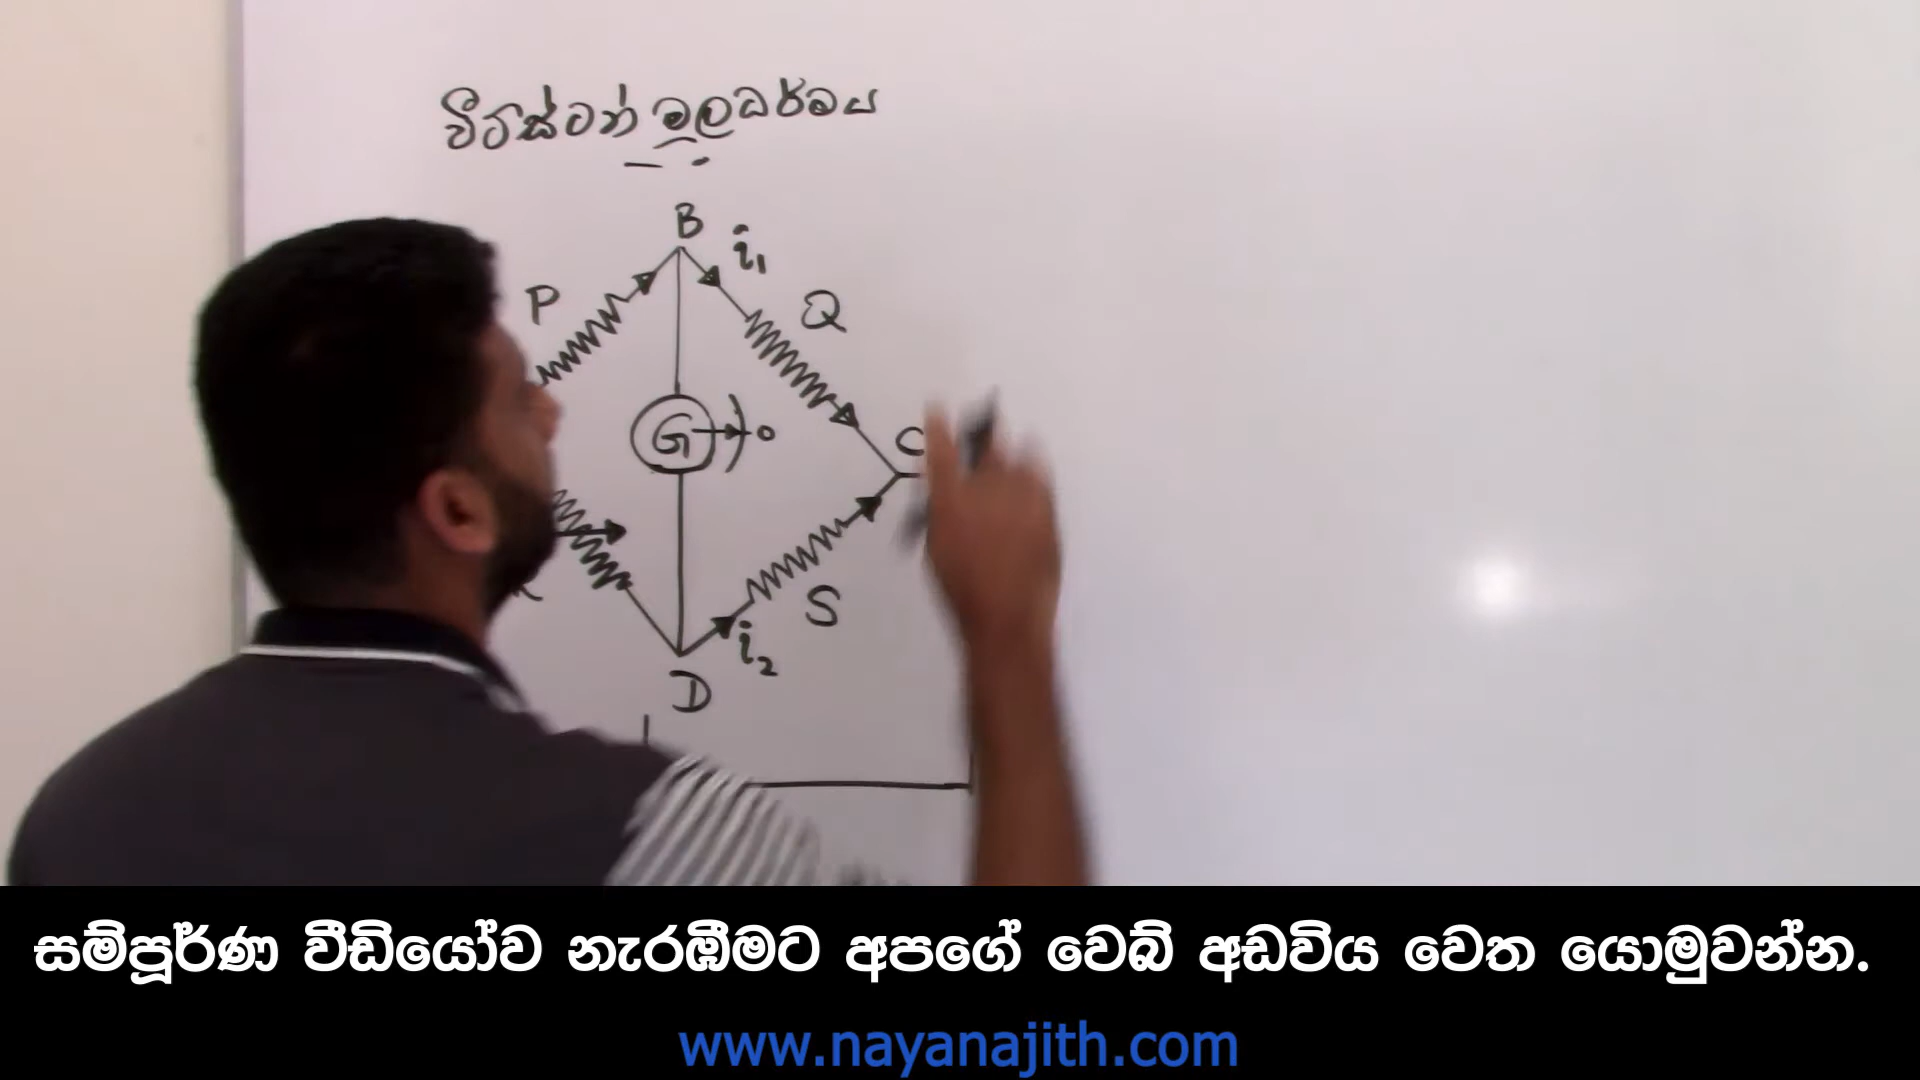 වීට්ස්ටන් මූලධර්මය
B
i₁
P
Q
G
0
C
S
i₂
D
සම්පූර්ණ වීඩියෝව නැරඹීමට අපගේ වෙබ් අඩවිය වෙත යොමුවන්න.
www.nayanajith.com